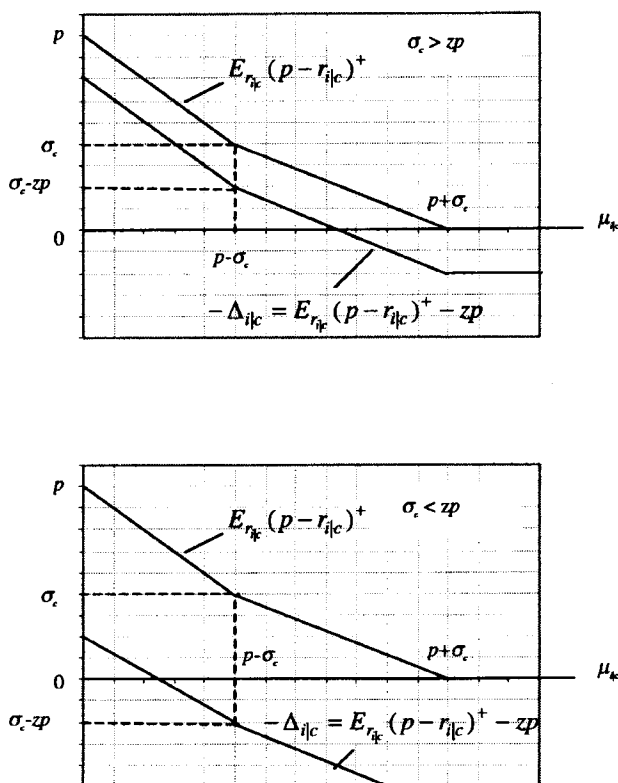 p
σ_c > zp
E_{r_{i|c}} (p − r_{i|c})^+
σ_c
σ_c-zp
p+σ_c
0
μ_{i|c}
p-σ_c
−Δ_{i|c} = E_{r_{i|c}} (p − r_{i|c})^+ − zp
p
E_{r_{i|c}} (p − r_{i|c})^+
σ_c < zp
σ_c
p-σ_c
p+σ_c
0
μ_{i|c}
σ_c-zp
−Δ_{i|c} = E_{r_{i|c}} (p − r_{i|c})^+ − zp